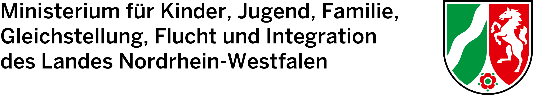 Ministerium für Kinder, Jugend, Familie,
Gleichstellung, Flucht und Integration
des Landes Nordrhein-Westfalen